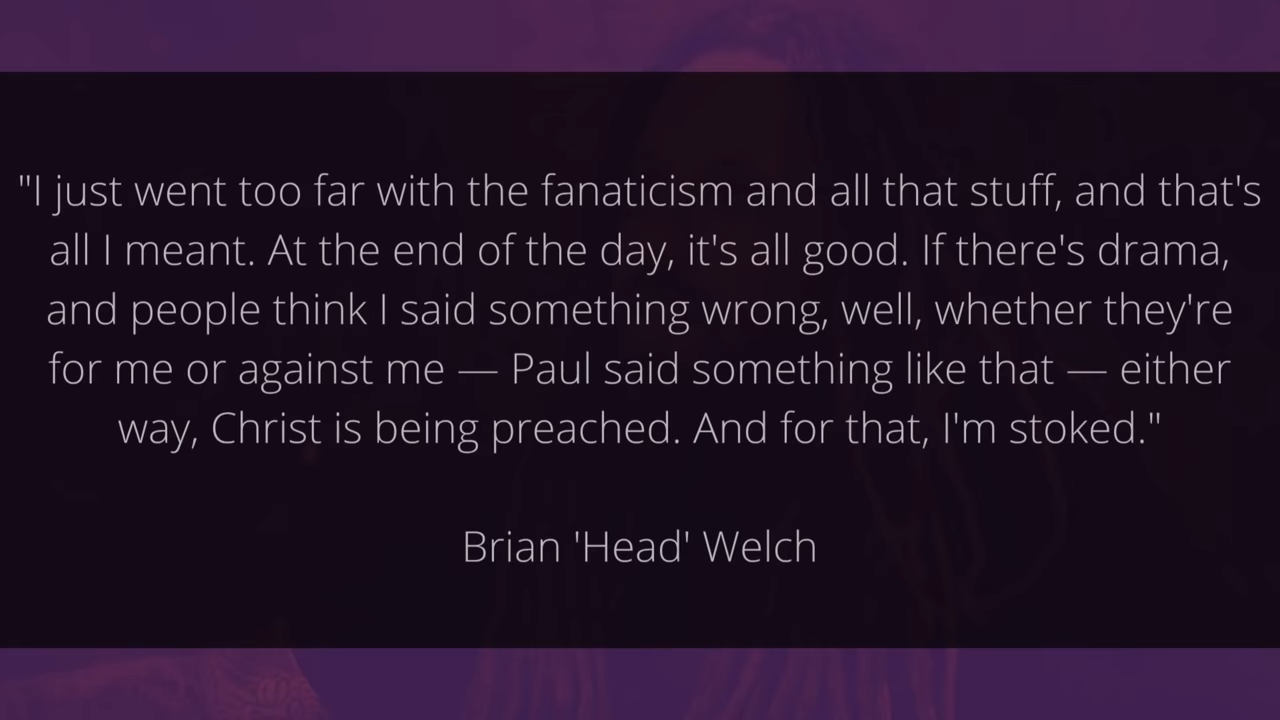 "I just went too far with the fanaticism and all that stuff, and that's
all I meant. At the end of the day, it's all good. If there's drama,
and people think I said something wrong, well, whether they're
for me or against me — Paul said something like that — either
way, Christ is being preached. And for that, I'm stoked."
Brian 'Head' Welch